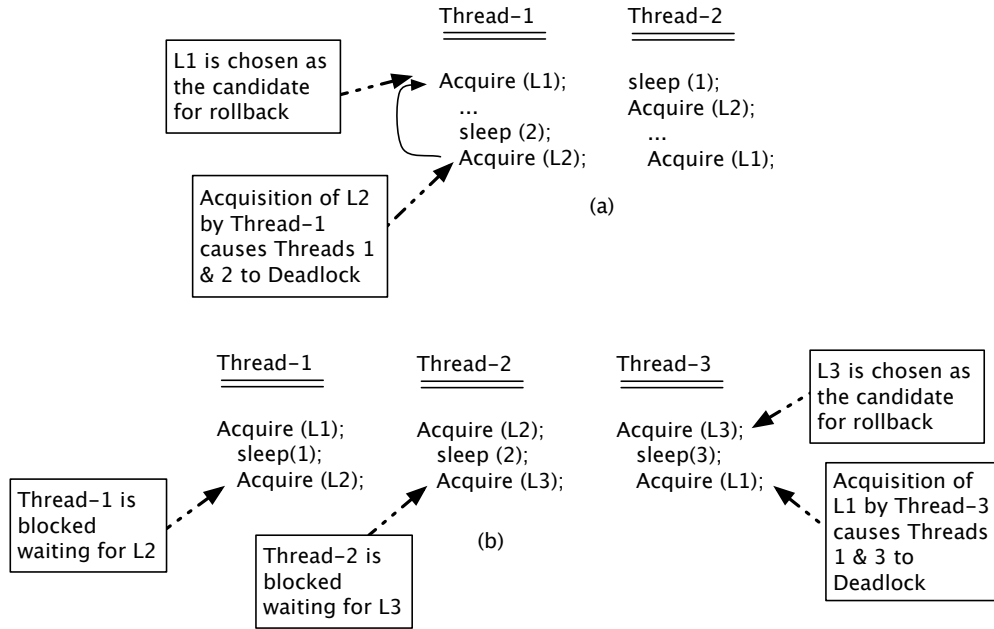 Thread-1
Thread-2
L1 is chosen as
the candidate
for rollback
Acquire (L1);
...
sleep (2);
Acquire (L2);
sleep (1);
Acquire (L2);
...
Acquire (L1);
Acquisition of L2
by Thread-1
causes Threads 1
& 2 to Deadlock
(a)
Thread-1
Thread-2
Thread-3
L3 is chosen as
the candidate
for rollback
Acquire (L1);
sleep(1);
Acquire (L2);
Acquire (L2);
sleep (2);
Acquire (L3);
Acquire (L3);
sleep(3);
Acquire (L1);
Thread-1 is
blocked
waiting for L2
Thread-2 is
blocked
waiting for L3
(b)
Acquisition of
L1 by Thread-3
causes Threads
1 & 3 to
Deadlock